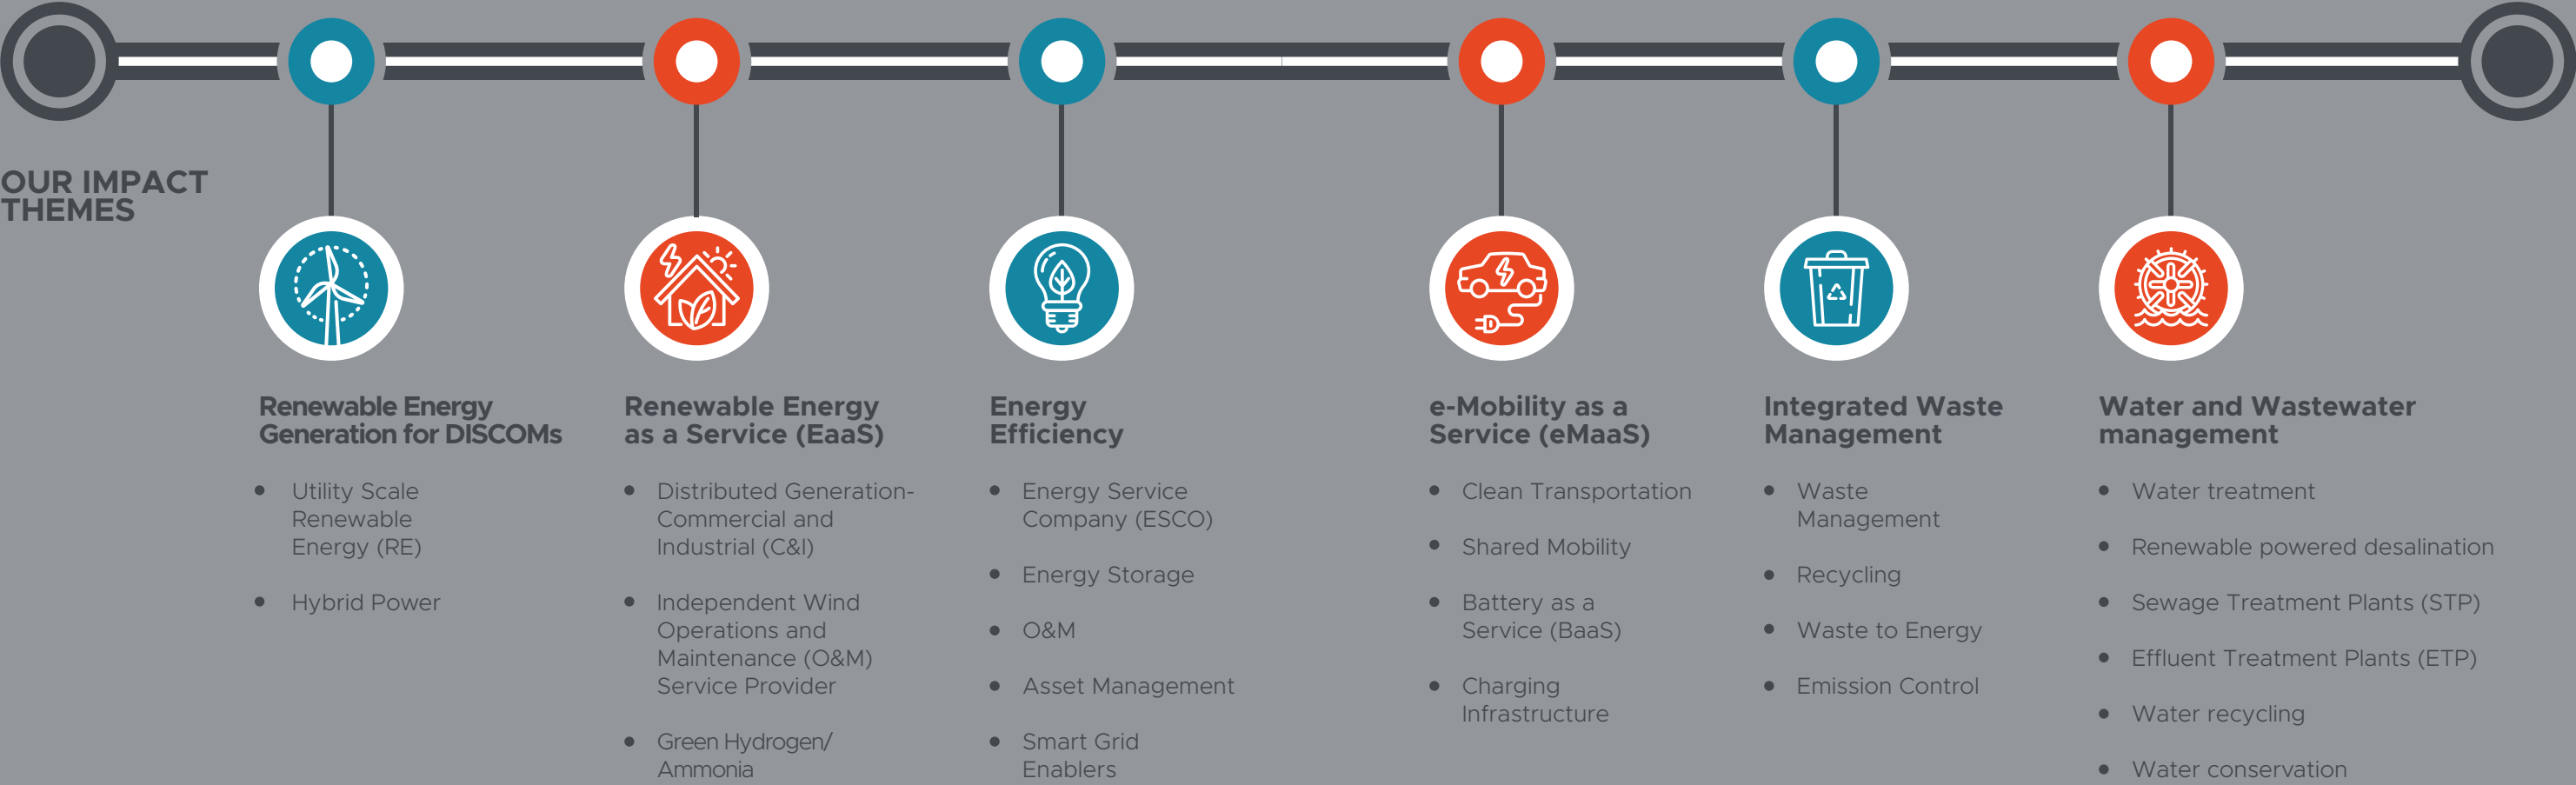 OUR IMPACT
THEMES
Renewable Energy
Generation for DISCOMs
• Utility Scale
Renewable
Energy (RE)
• Hybrid Power
Renewable Energy
as a Service (EaaS)
• Distributed Generation-
Commercial and
Industrial (C&I)
• Independent Wind
Operations and
Maintenance (O&M)
Service Provider
• Green Hydrogen/
Ammonia
Energy
Efficiency
• Energy Service
Company (ESCO)
• Energy Storage
• O&M
• Asset Management
• Smart Grid
Enablers
e-Mobility as a
Service (eMaaS)
• Clean Transportation
• Shared Mobility
• Battery as a
Service (BaaS)
• Charging
Infrastructure
Integrated Waste
Management
• Waste
Management
• Recycling
• Waste to Energy
• Emission Control
Water and Wastewater
management
• Water treatment
• Renewable powered desalination
• Sewage Treatment Plants (STP)
• Effluent Treatment Plants (ETP)
• Water recycling
• Water conservation